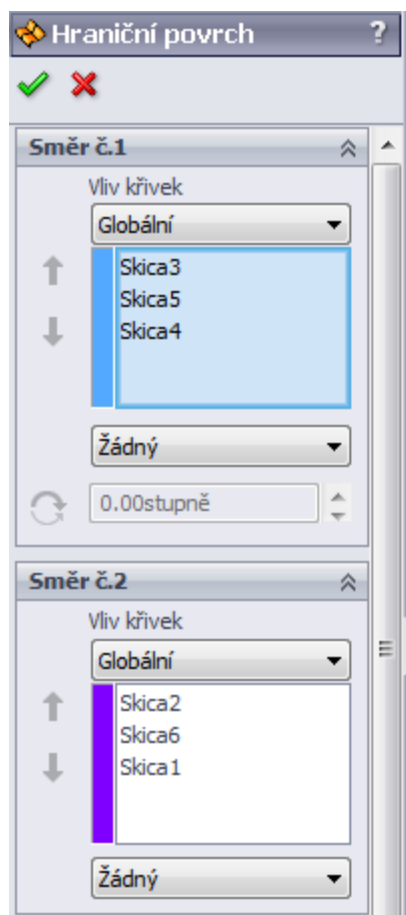 Hraniční povrch ?
Směr č.1
Vliv křivek
Globální
Skica3
Skica5
Skica4
Žádný
0.00stupně
Směr č.2
Vliv křivek
Globální
Skica2
Skica6
Skica1
Žádný